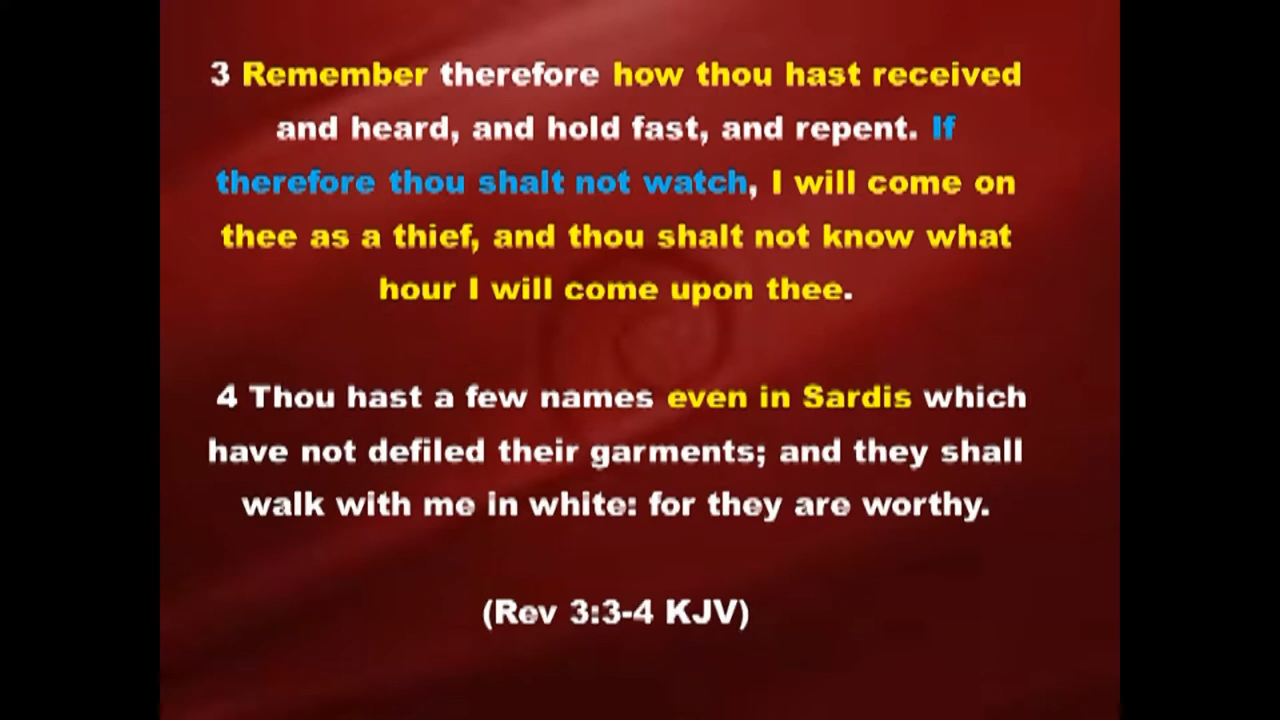 3 Remember therefore how thou hast received
and heard, and hold fast, and repent. If
therefore thou shalt not watch, I will come on
thee as a thief, and thou shalt not know what
hour I will come upon thee.
4 Thou hast a few names even in Sardis which
have not defiled their garments; and they shall
walk with me in white: for they are worthy.
(Rev 3:3-4 KJV)